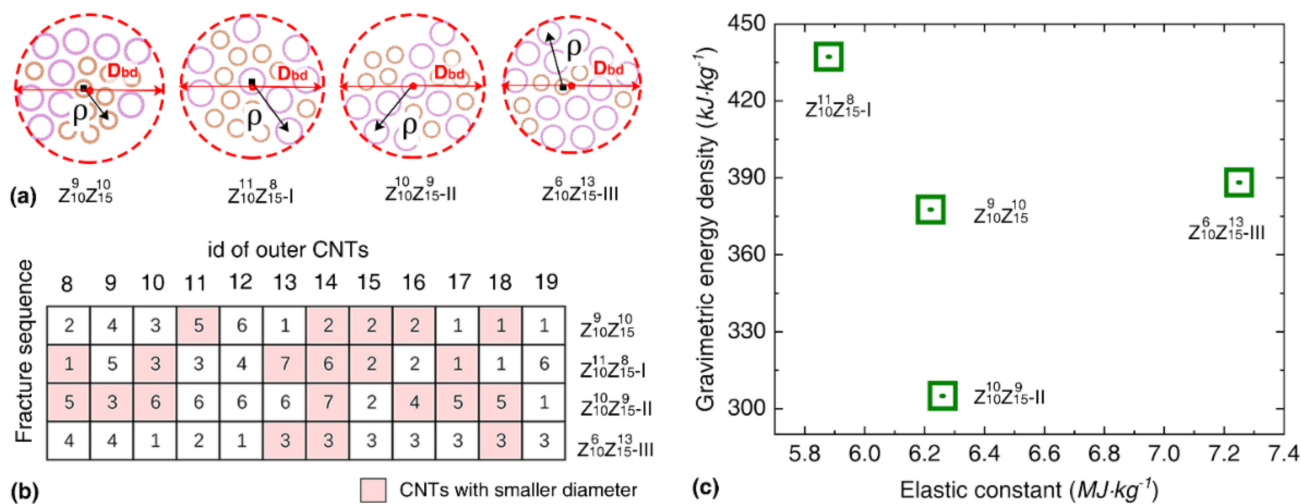 D_bd D_bd D_bd D_bd
ρ ρ ρ ρ
(a)
Z^9_10Z^10_15 Z^11_10Z^8_15-I Z^10_10Z^9_15-II Z^6_10Z^13_15-III
id of outer CNTs
8 9 10 11 12 13 14 15 16 17 18 19
Fracture sequence
2 4 3 5 6 1 2 2 2 1 1 1 Z^9_10Z^10_15
1 5 3 3 4 7 6 2 2 1 1 6 Z^11_10Z^8_15-I
5 3 6 6 6 6 7 2 4 5 5 1 Z^10_10Z^9_15-II
4 4 1 2 1 3 3 3 3 3 3 3 Z^6_10Z^13_15-III
(b)
CNTs with smaller diameter
Gravimetric energy density (kJ·kg^-1)
450
420
390
360
330
300
Z^11_10Z^8_15-I
Z^9_10Z^10_15
Z^6_10Z^13_15-III
Z^10_10Z^9_15-II
5.8 6.0 6.2 6.4 6.6 6.8 7.0 7.2 7.4
(c)
Elastic constant (MJ·kg^-1)